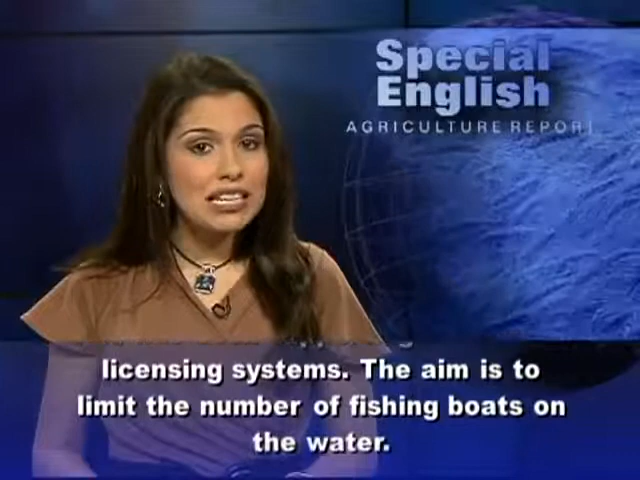 Special
English
AGRICULTURE REPORT
licensing systems. The aim is to
limit the number of fishing boats on
the water.